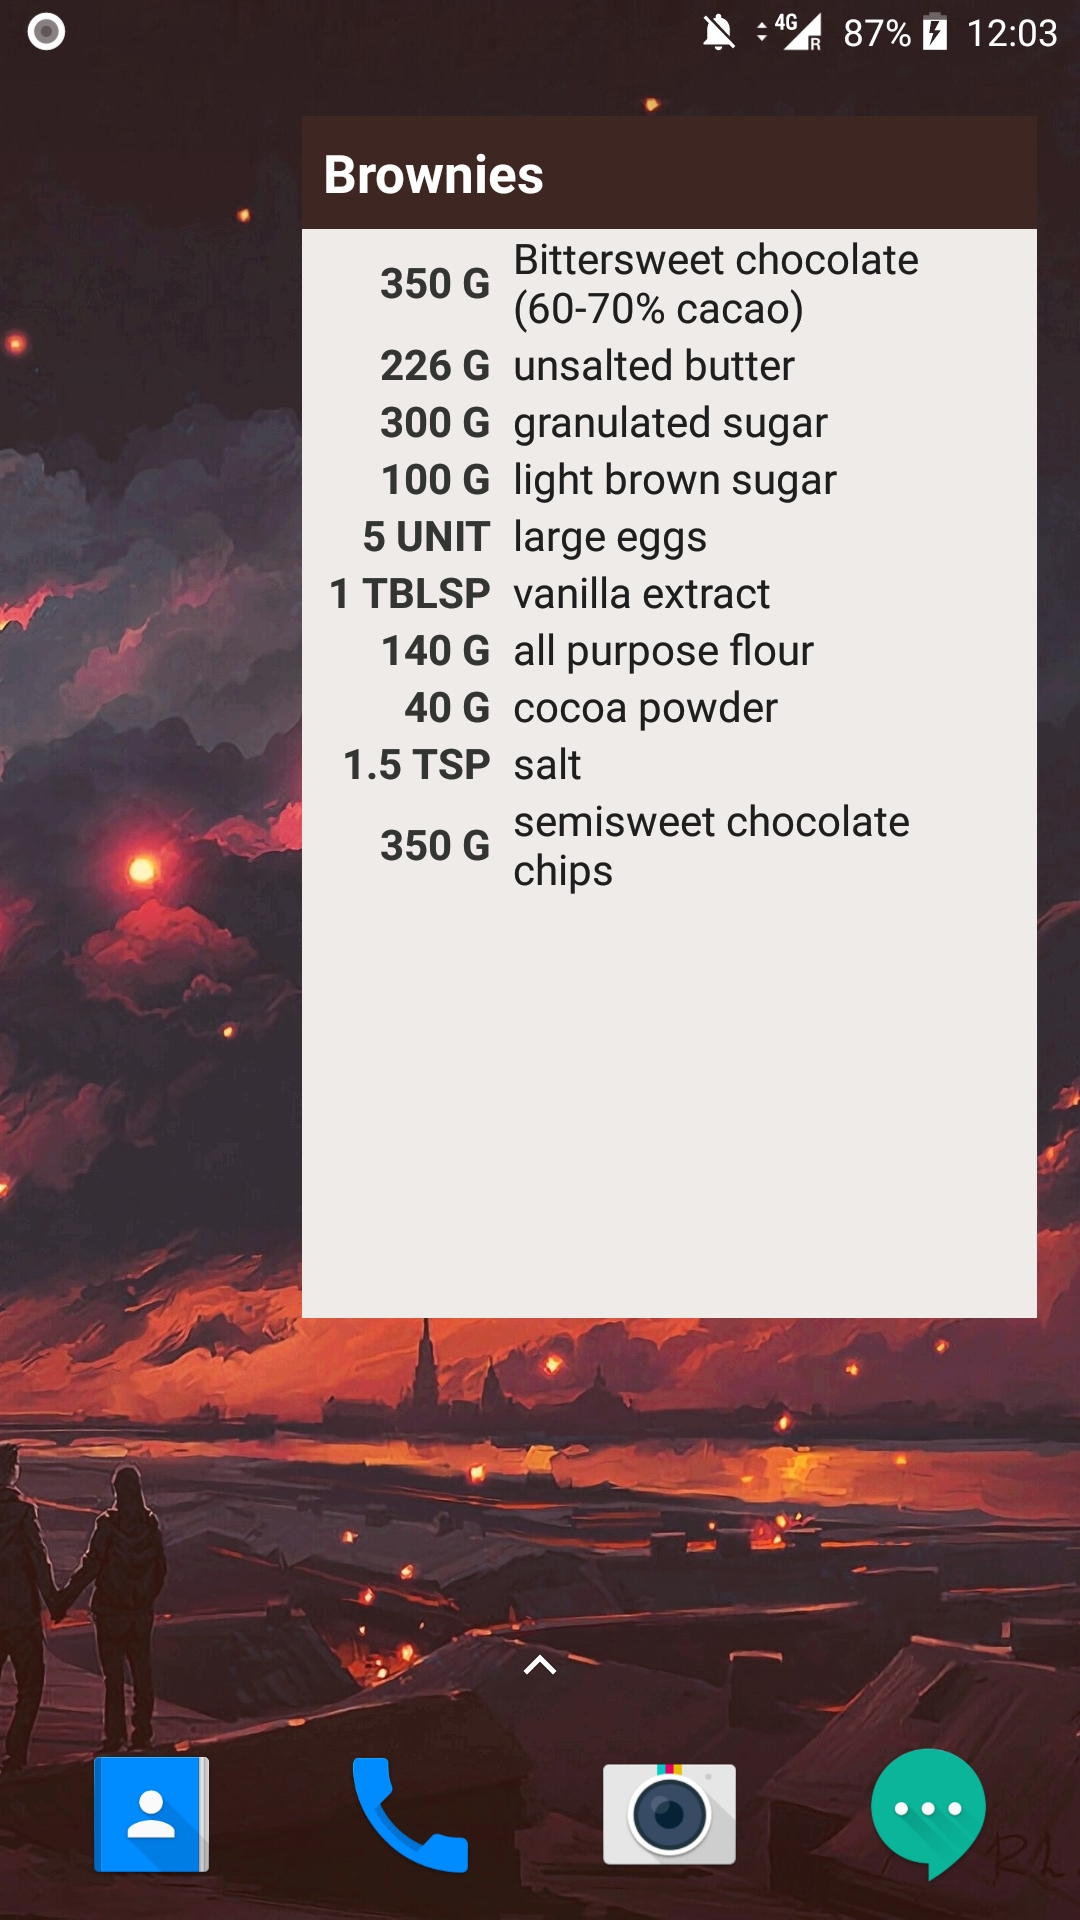 4G R 87% 12:03
Brownies
350 G Bittersweet chocolate
(60-70% cacao)
226 G unsalted butter
300 G granulated sugar
100 G light brown sugar
5 UNIT large eggs
1 TBLSP vanilla extract
140 G all purpose flour
40 G cocoa powder
1.5 TSP salt
350 G semisweet chocolate
chips